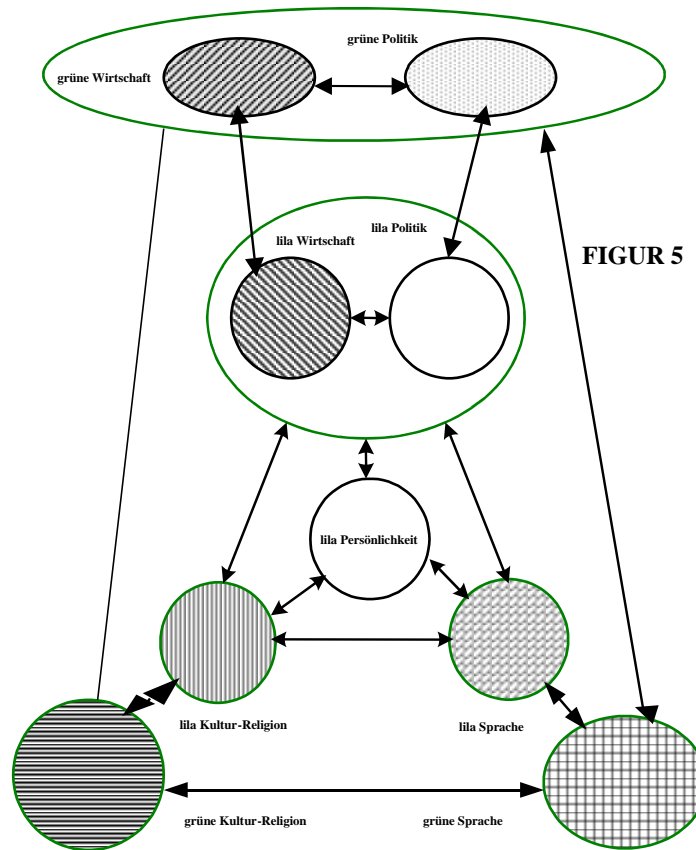 grüne Politik
grüne Wirtschaft
lila Politik
lila Wirtschaft
FIGUR 5
lila Persönlichkeit
lila Kultur-Religion
lila Sprache
grüne Kultur-Religion
grüne Sprache